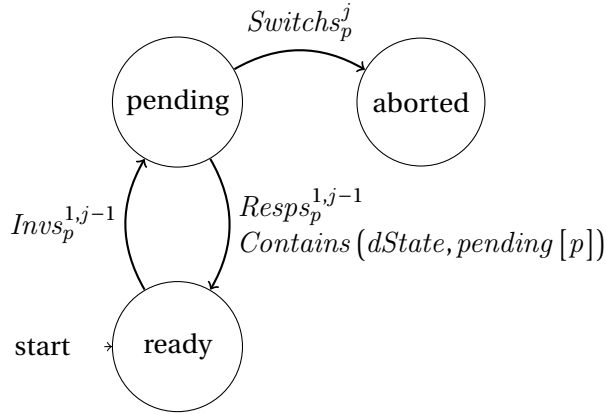 Switchs_p^j
pending
aborted
Invs_p^{1,j−1}
Resps_p^{1,j−1}
Contains (dState, pending [p])
start
ready